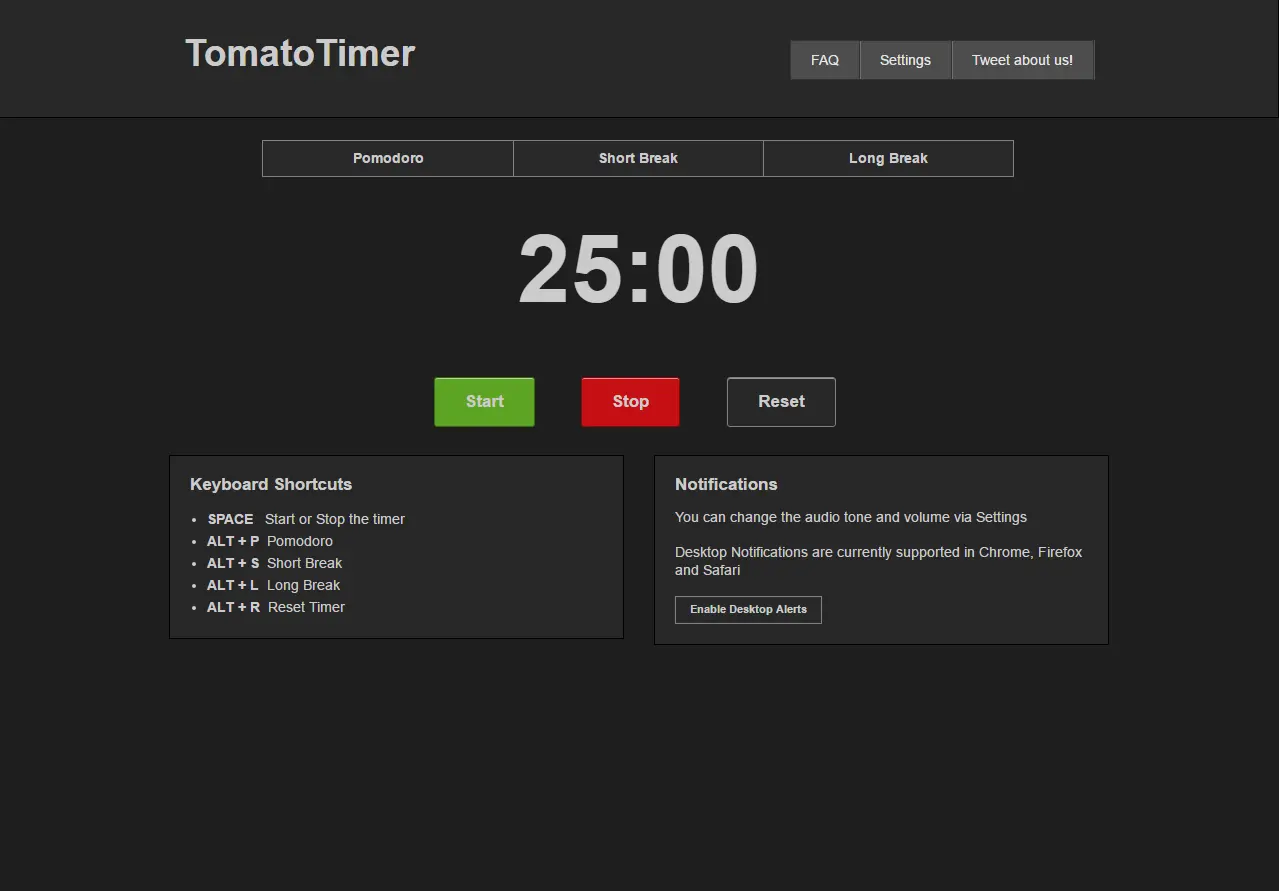 TomatoTimer
FAQ Settings Tweet about us!
Pomodoro Short Break Long Break
25:00
Start Stop Reset
Keyboard Shortcuts
• SPACE Start or Stop the timer
• ALT + P Pomodoro
• ALT + S Short Break
• ALT + L Long Break
• ALT + R Reset Timer
Notifications
You can change the audio tone and volume via Settings
Desktop Notifications are currently supported in Chrome, Firefox
and Safari
Enable Desktop Alerts